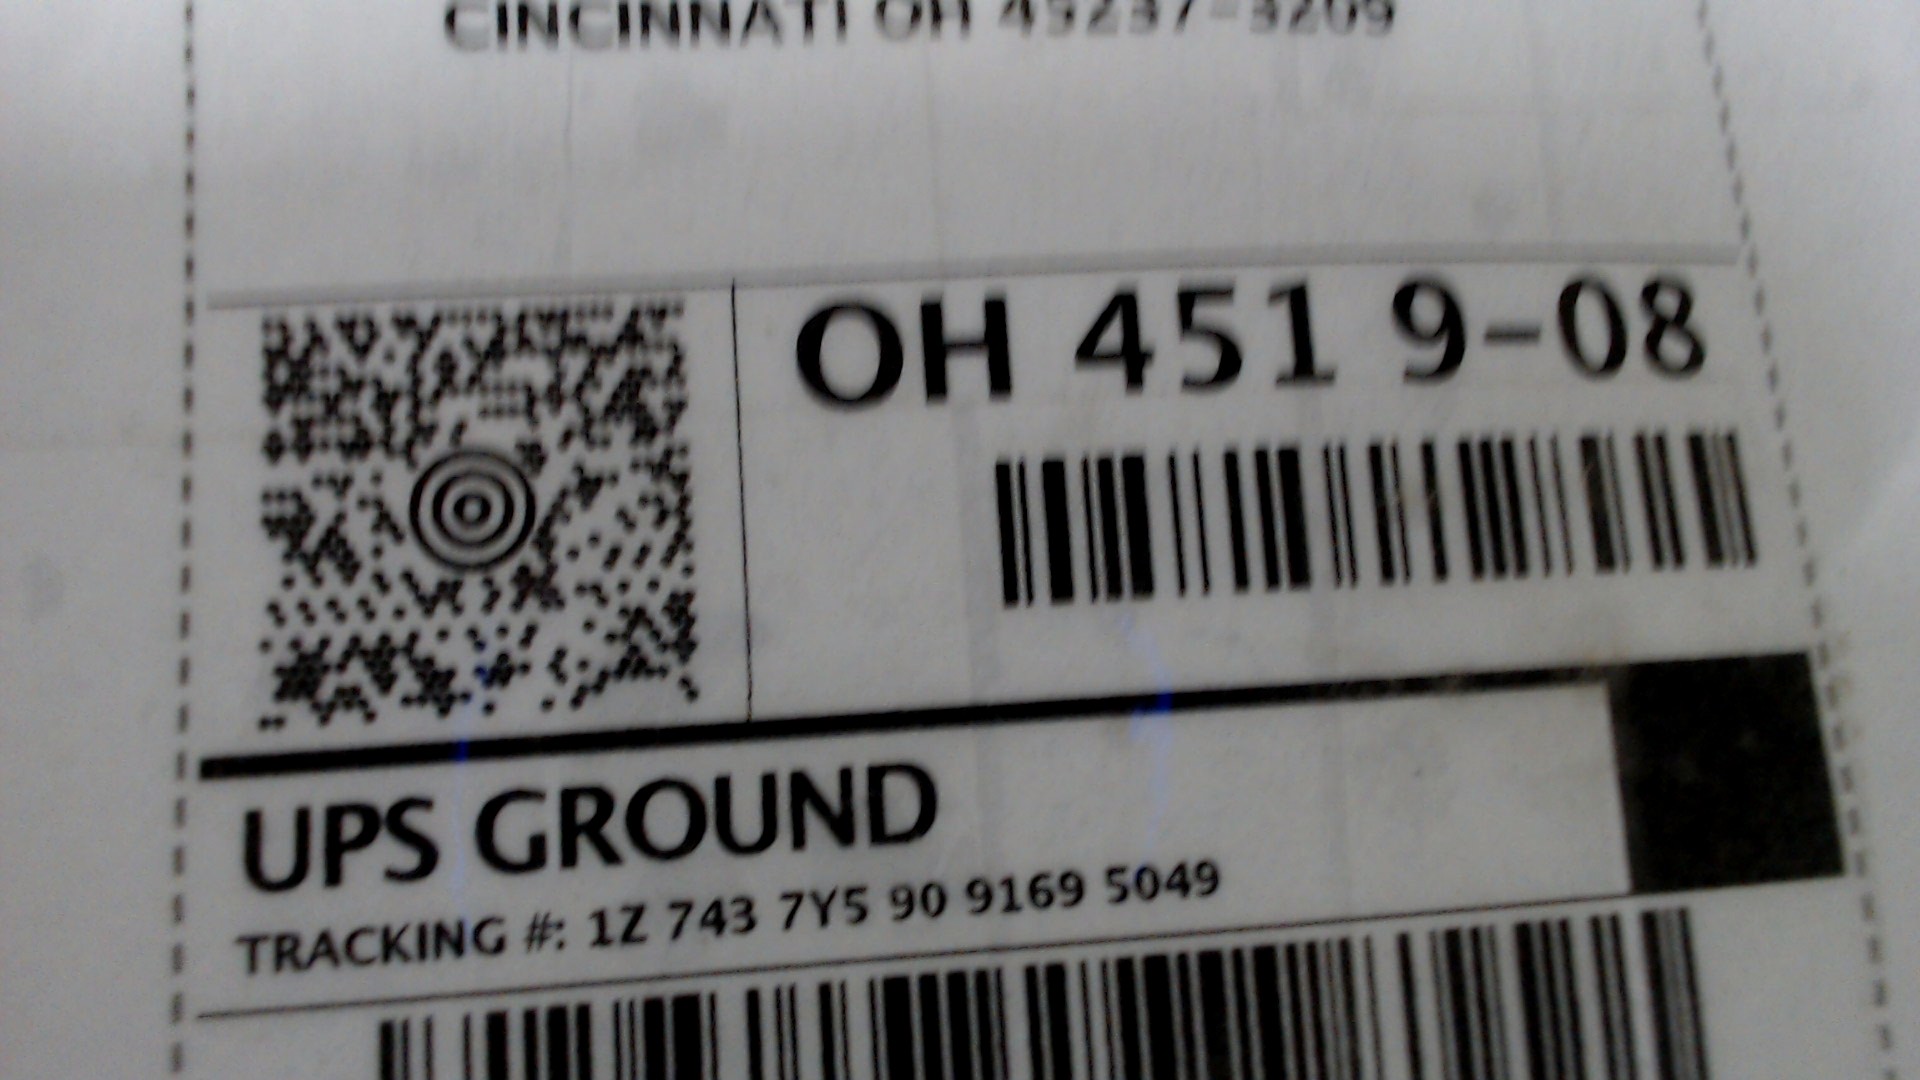 CINCINNATI OH 45237-3209
OH 451 9-08
UPS GROUND
TRACKING #: 1Z 743 7Y5 90 9169 5049